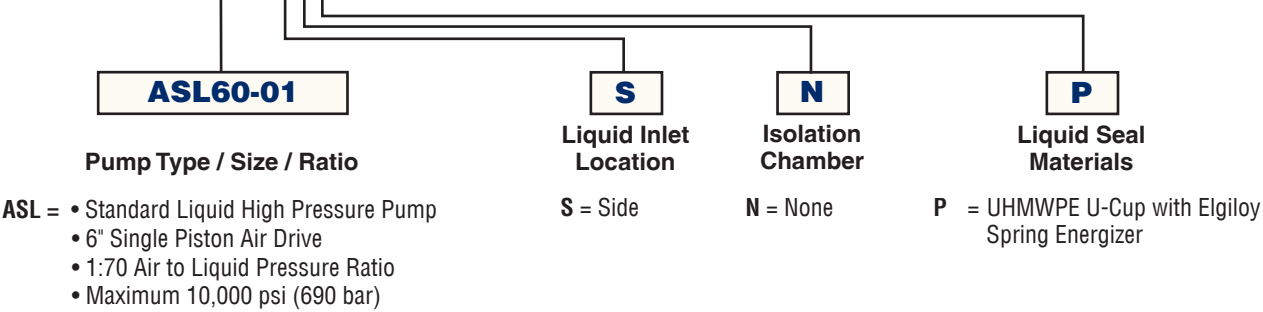 ASL60-01 S N P
Pump Type / Size / Ratio
Liquid Inlet
Location
Isolation
Chamber
Liquid Seal
Materials
ASL = • Standard Liquid High Pressure Pump
• 6" Single Piston Air Drive
• 1:70 Air to Liquid Pressure Ratio
• Maximum 10,000 psi (690 bar)
S = Side
N = None
P = UHMWPE U-Cup with Elgiloy
Spring Energizer